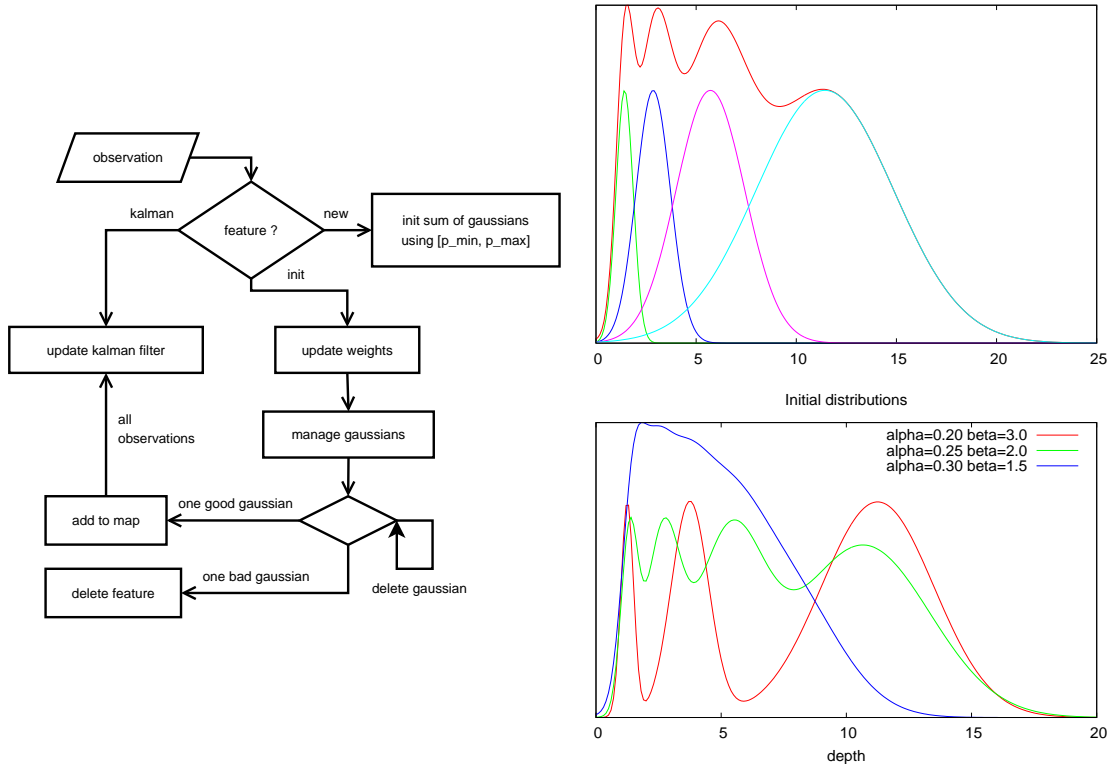 observation
kalman
feature ?
new
init sum of gaussians
using [p_min, p_max]
init
update kalman filter
update weights
all
observations
manage gaussians
one good gaussian
add to map
one bad gaussian
delete feature
delete gaussian
0 5 10 15 20 25
Initial distributions
alpha=0.20 beta=3.0
alpha=0.25 beta=2.0
alpha=0.30 beta=1.5
0 5 10 15 20
depth